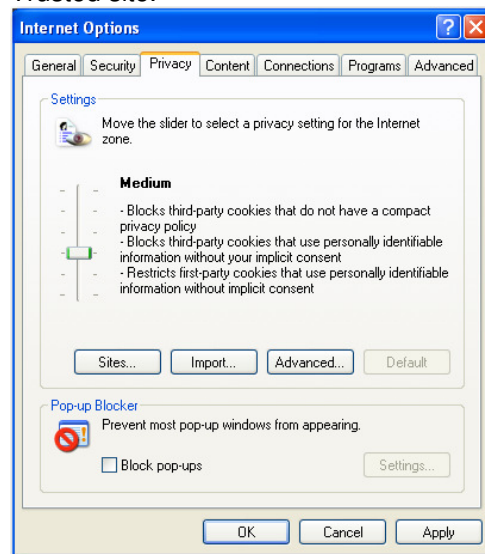 Internet Options
General Security Privacy Content Connections Programs Advanced
Settings
Move the slider to select a privacy setting for the Internet
zone.
Medium
- Blocks third-party cookies that do not have a compact
privacy policy
- Blocks third-party cookies that use personally identifiable
information without your implicit consent
- Restricts first-party cookies that use personally identifiable
information without implicit consent
Sites... Import... Advanced... Default
Pop-up Blocker
Prevent most pop-up windows from appearing.
Block pop-ups
Settings...
OK Cancel Apply